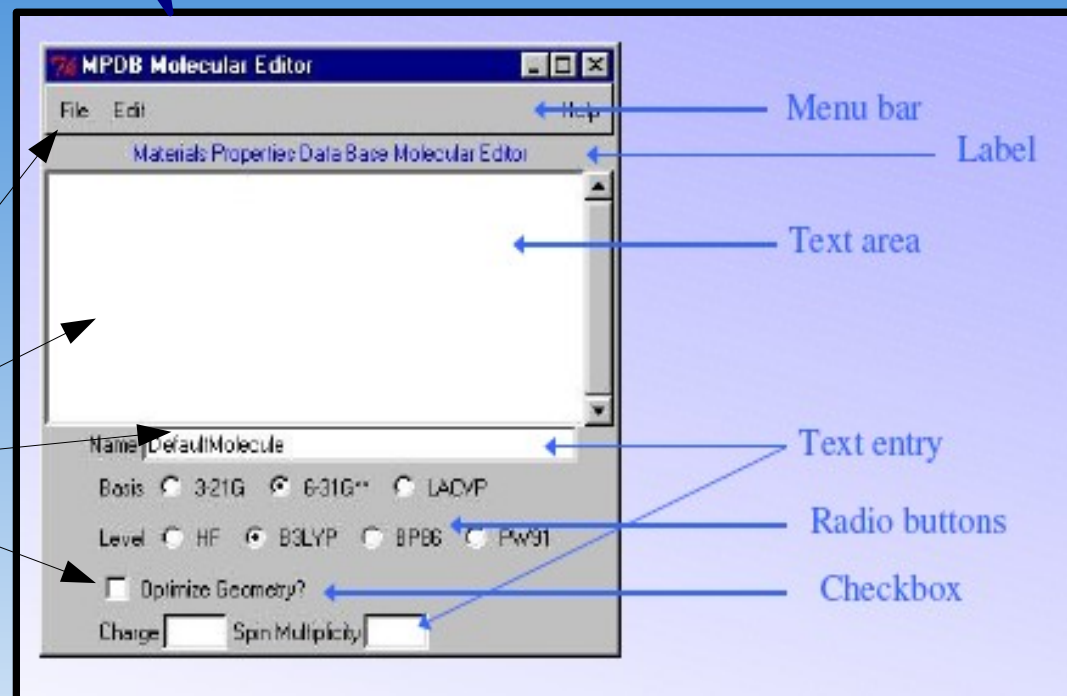 MPDB Molecular Editor
File Edit Help
Menu bar
Materials Properties Data Base Molecular Editor
Label
Text area
Name DefaultMolecule
Text entry
Basis 3-21G 6-31G** LACVP
Level HF B3LYP BP86 PW91
Radio buttons
Optimize Geometry?
Checkbox
Charge Spin Multiplicity